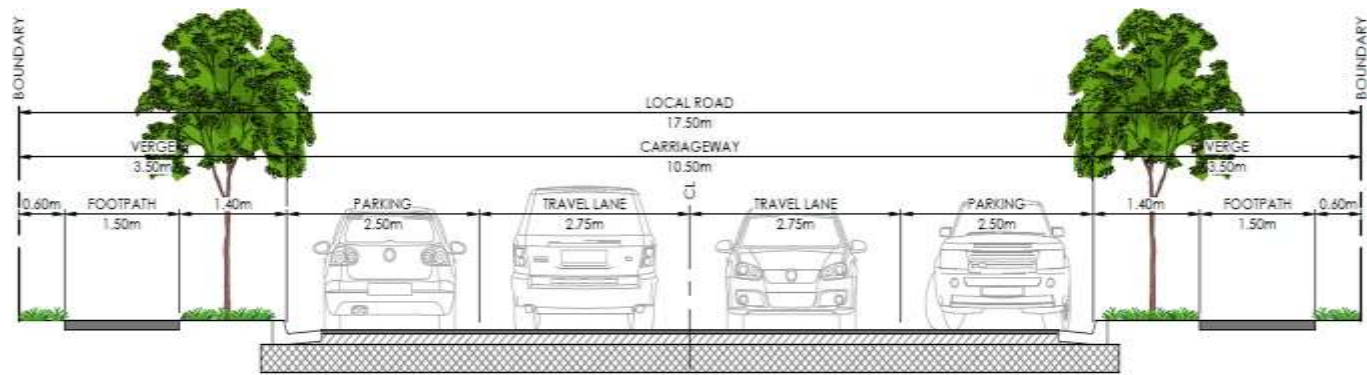 BOUNDARY
BOUNDARY
LOCAL ROAD
17.50m
VERGE
CARRIAGEWAY
VERGE
3.50m
10.50m
3.50m
CL
0.60m
FOOTPATH
1.40m
PARKING
TRAVEL LANE
TRAVEL LANE
PARKING
1.40m
FOOTPATH
0.60m
1.50m
2.50m
2.75m
2.75m
2.50m
1.50m